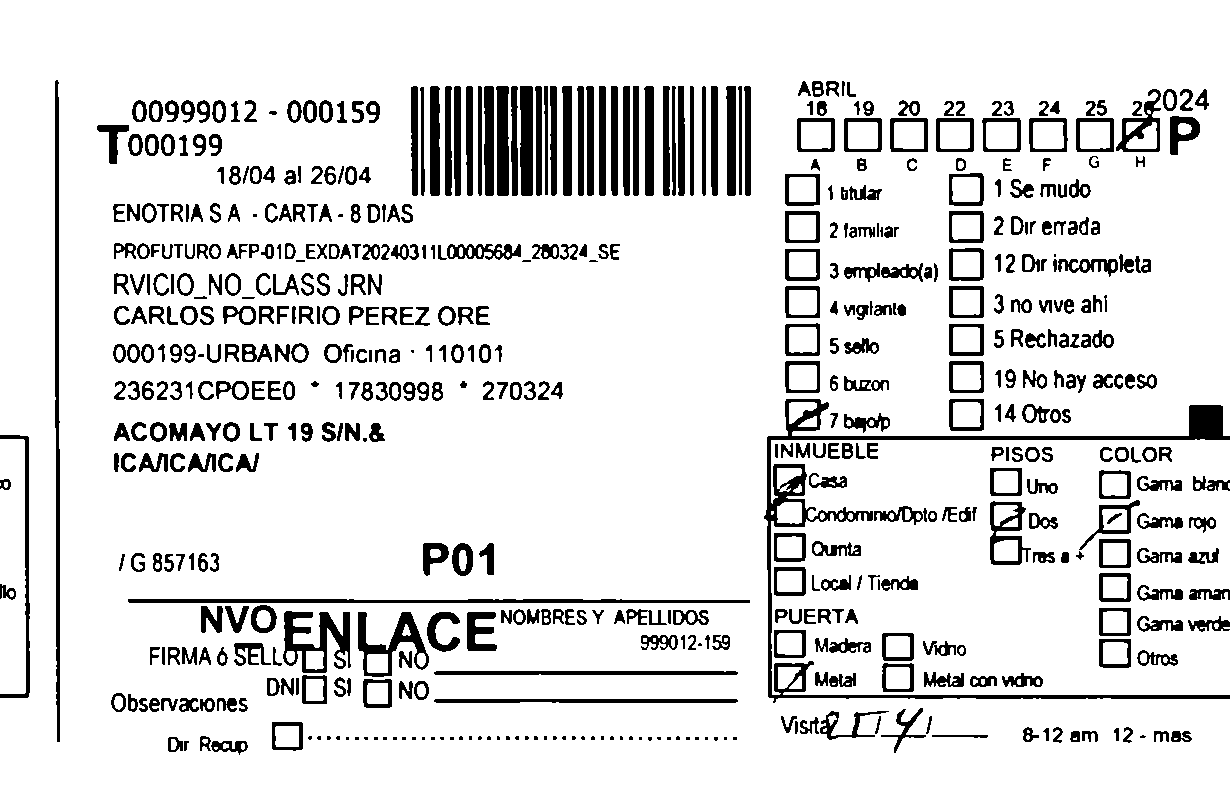 00999012 - 000159
T000199
18/04 al 26/04
ENOTRIA S A - CARTA - 8 DIAS
PROFUTURO AFP-01D_EXDAT20240311L00005684_280324_SE
RVICIO_NO_CLASS JRN
CARLOS PORFIRIO PEREZ ORE
000199-URBANO Oficina · 110101
236231CPOEE0 * 17830998 * 270324
ACOMAYO LT 19 S/N.&
ICA/ICA/ICA/
/ G 857163 P01
NVO ENLACE NOMBRES Y APELLIDOS
999012-159
FIRMA ó SELLO SI NO
DNI SI NO
Observaciones
Dir Recup
ABRIL 2024
18 19 20 22 23 24 25 26 P
A B C D E F G H
1 titular 1 Se mudo
2 familiar 2 Dir errada
3 empleado(a) 12 Dir incompleta
4 vigilante 3 no vive ahi
5 sello 5 Rechazado
6 buzon 19 No hay acceso
7 bajo/p 14 Otros
INMUEBLE PISOS COLOR
Casa Uno Gama blanc
Condominio/Dpto /Edif Dos Gama rojo
Quinta Tres a + Gama azul
Local / Tienda Gama amar
PUERTA Gama verde
Madera Vidrio Otros
Metal Metal con vidrio
Visita
8-12 am 12 - mas